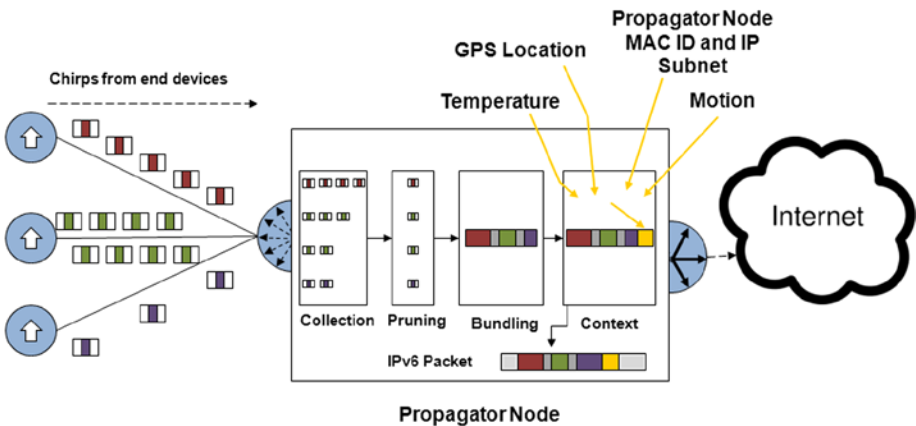 Propagator Node
MAC ID and IP
Subnet
GPS Location
Chirps from end devices
Temperature
Motion
Internet
Collection
Pruning
Bundling
Context
IPv6 Packet
Propagator Node